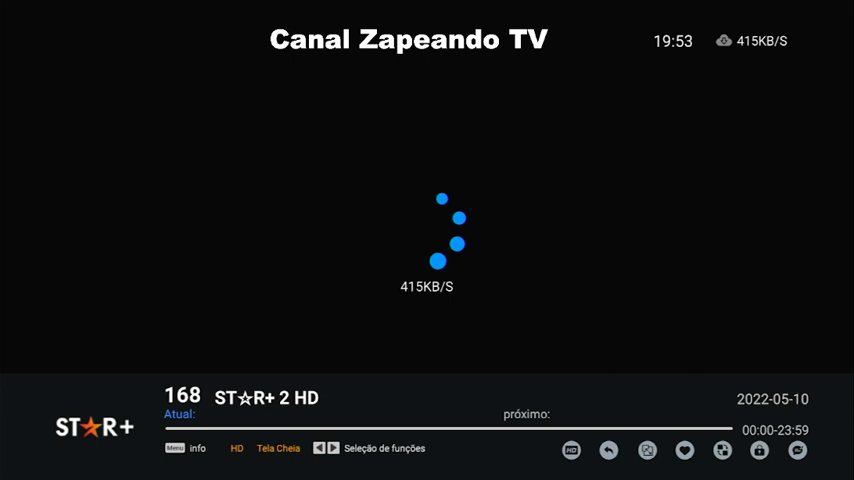 Canal Zapeando TV
19:53
415KB/S
415KB/S
168 ST☆R+ 2 HD
2022-05-10
Atual:
próximo:
ST★R+
00:00-23:59
Menu info HD Tela Cheia Seleção de funções
HD